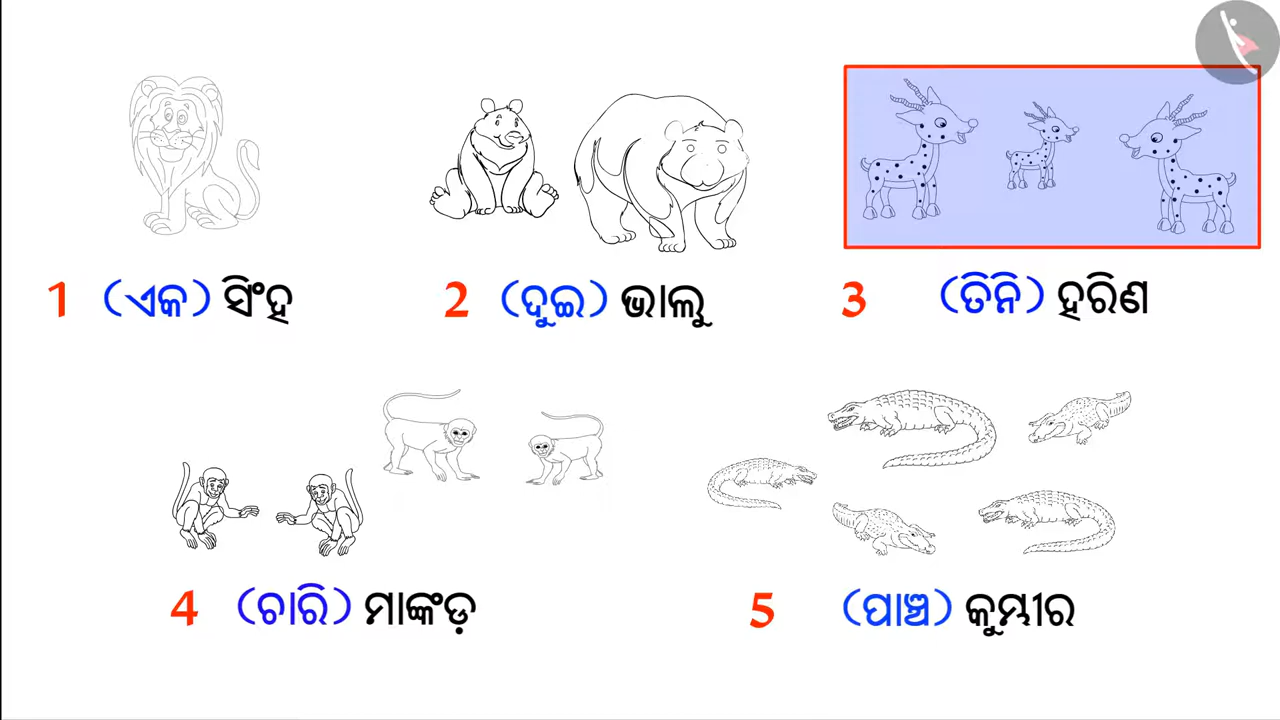 1 (ଏକ) ସିଂହ
2 (ଦୁଇ) ଭାଲୁ
3 (ତିନି) ହରିଣ
4 (ଚାରି) ମାଙ୍କଡ଼
5 (ପାଞ୍ଚ) କୁମ୍ଭୀର